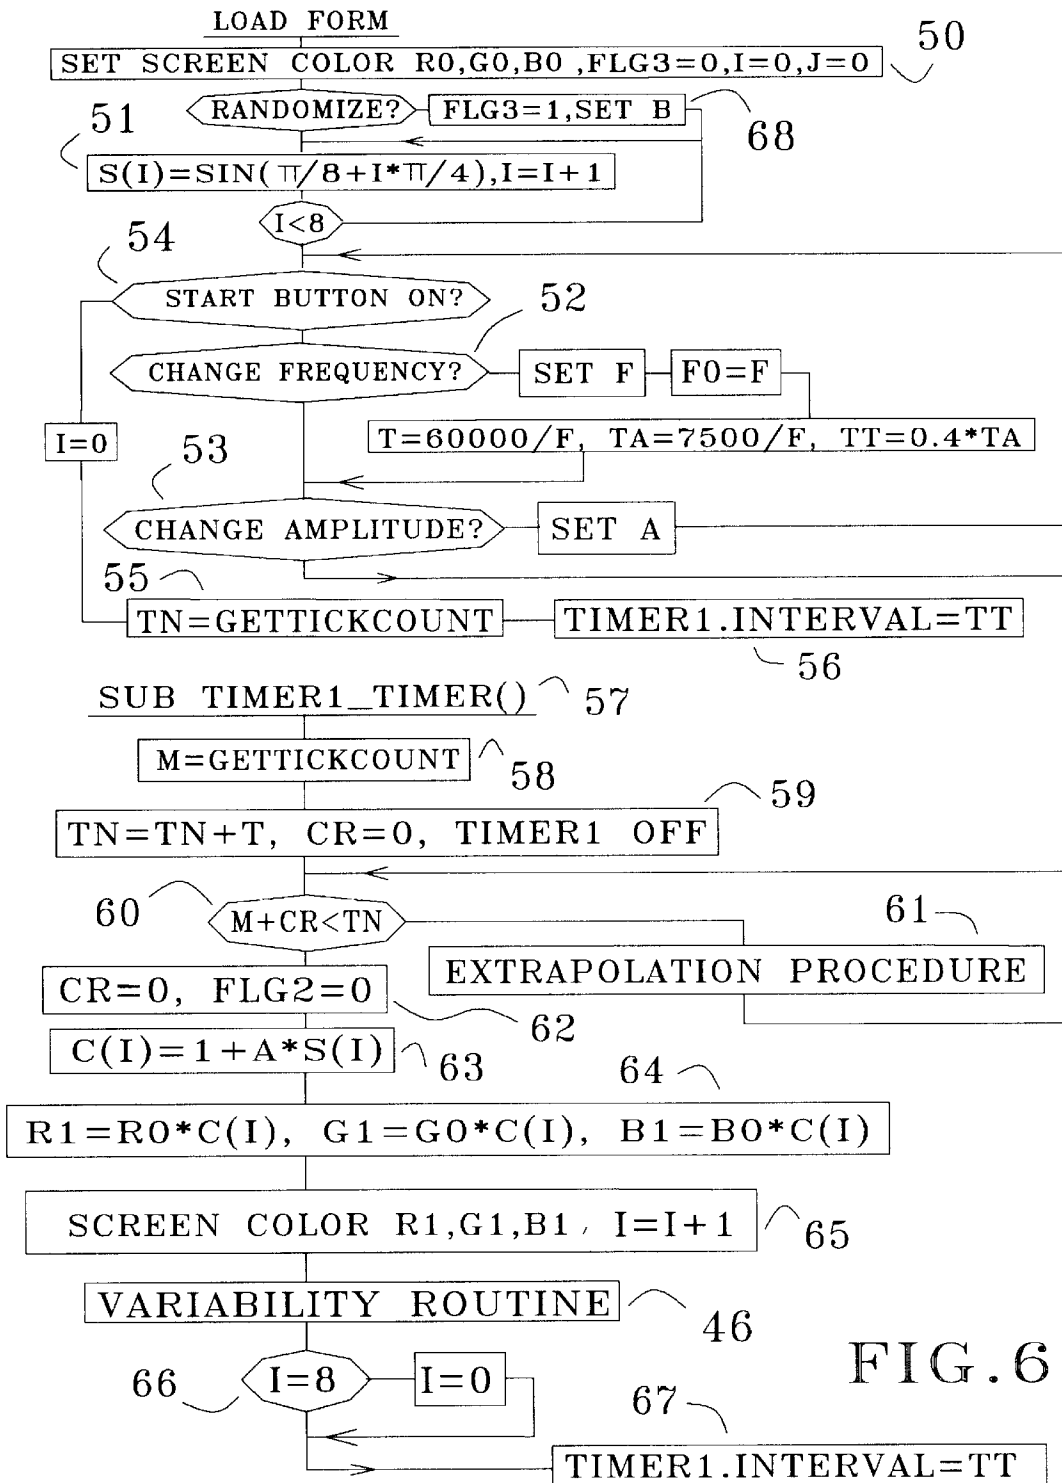 LOAD FORM
SET SCREEN COLOR R0,G0,B0 ,FLG3=0,I=0,J=0
50
RANDOMIZE?
FLG3=1,SET B
68
51
S(I)=SIN(π/8+I*π/4),I=I+1
I<8
54
START BUTTON ON?
52
CHANGE FREQUENCY?
SET F
F0=F
I=0
T=60000/F, TA=7500/F, TT=0.4*TA
53
CHANGE AMPLITUDE?
SET A
55
TN=GETTICKCOUNT
TIMER1.INTERVAL=TT
56
SUB TIMER1_TIMER()
57
M=GETTICKCOUNT
58
59
TN=TN+T, CR=0, TIMER1 OFF
60
M+CR<TN
61
EXTRAPOLATION PROCEDURE
CR=0, FLG2=0
62
C(I)=1+A*S(I)
63
64
R1=R0*C(I), G1=G0*C(I), B1=B0*C(I)
SCREEN COLOR R1,G1,B1, I=I+1
65
VARIABILITY ROUTINE
46
FIG.6
66
I=8
I=0
67
TIMER1.INTERVAL=TT